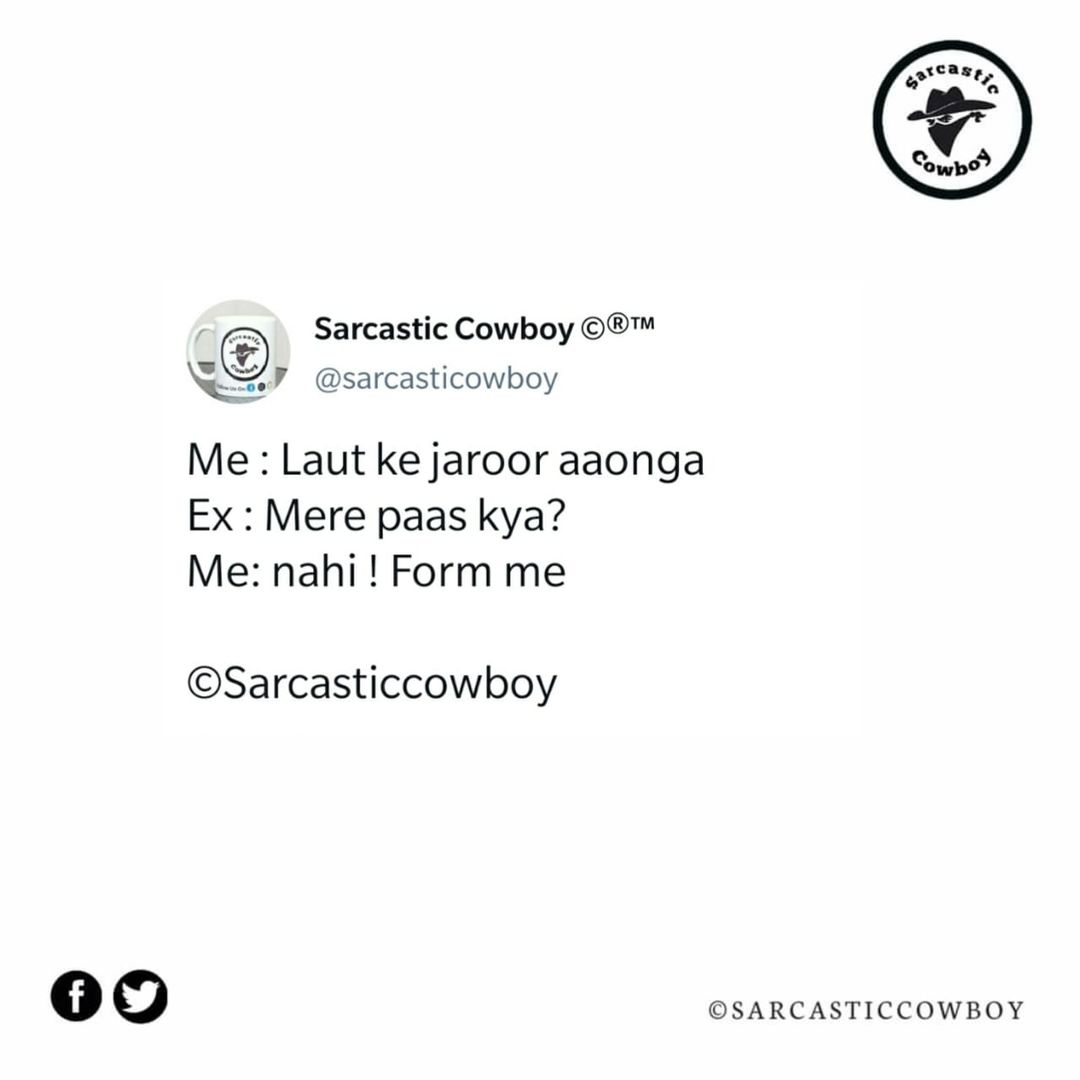 Sarcastic
Cowboy
Sarcastic Cowboy ©®™
@sarcasticowboy
Me : Laut ke jaroor aaonga
Ex : Mere paas kya?
Me: nahi ! Form me
©Sarcasticcowboy
©SARCASTICCOWBOY